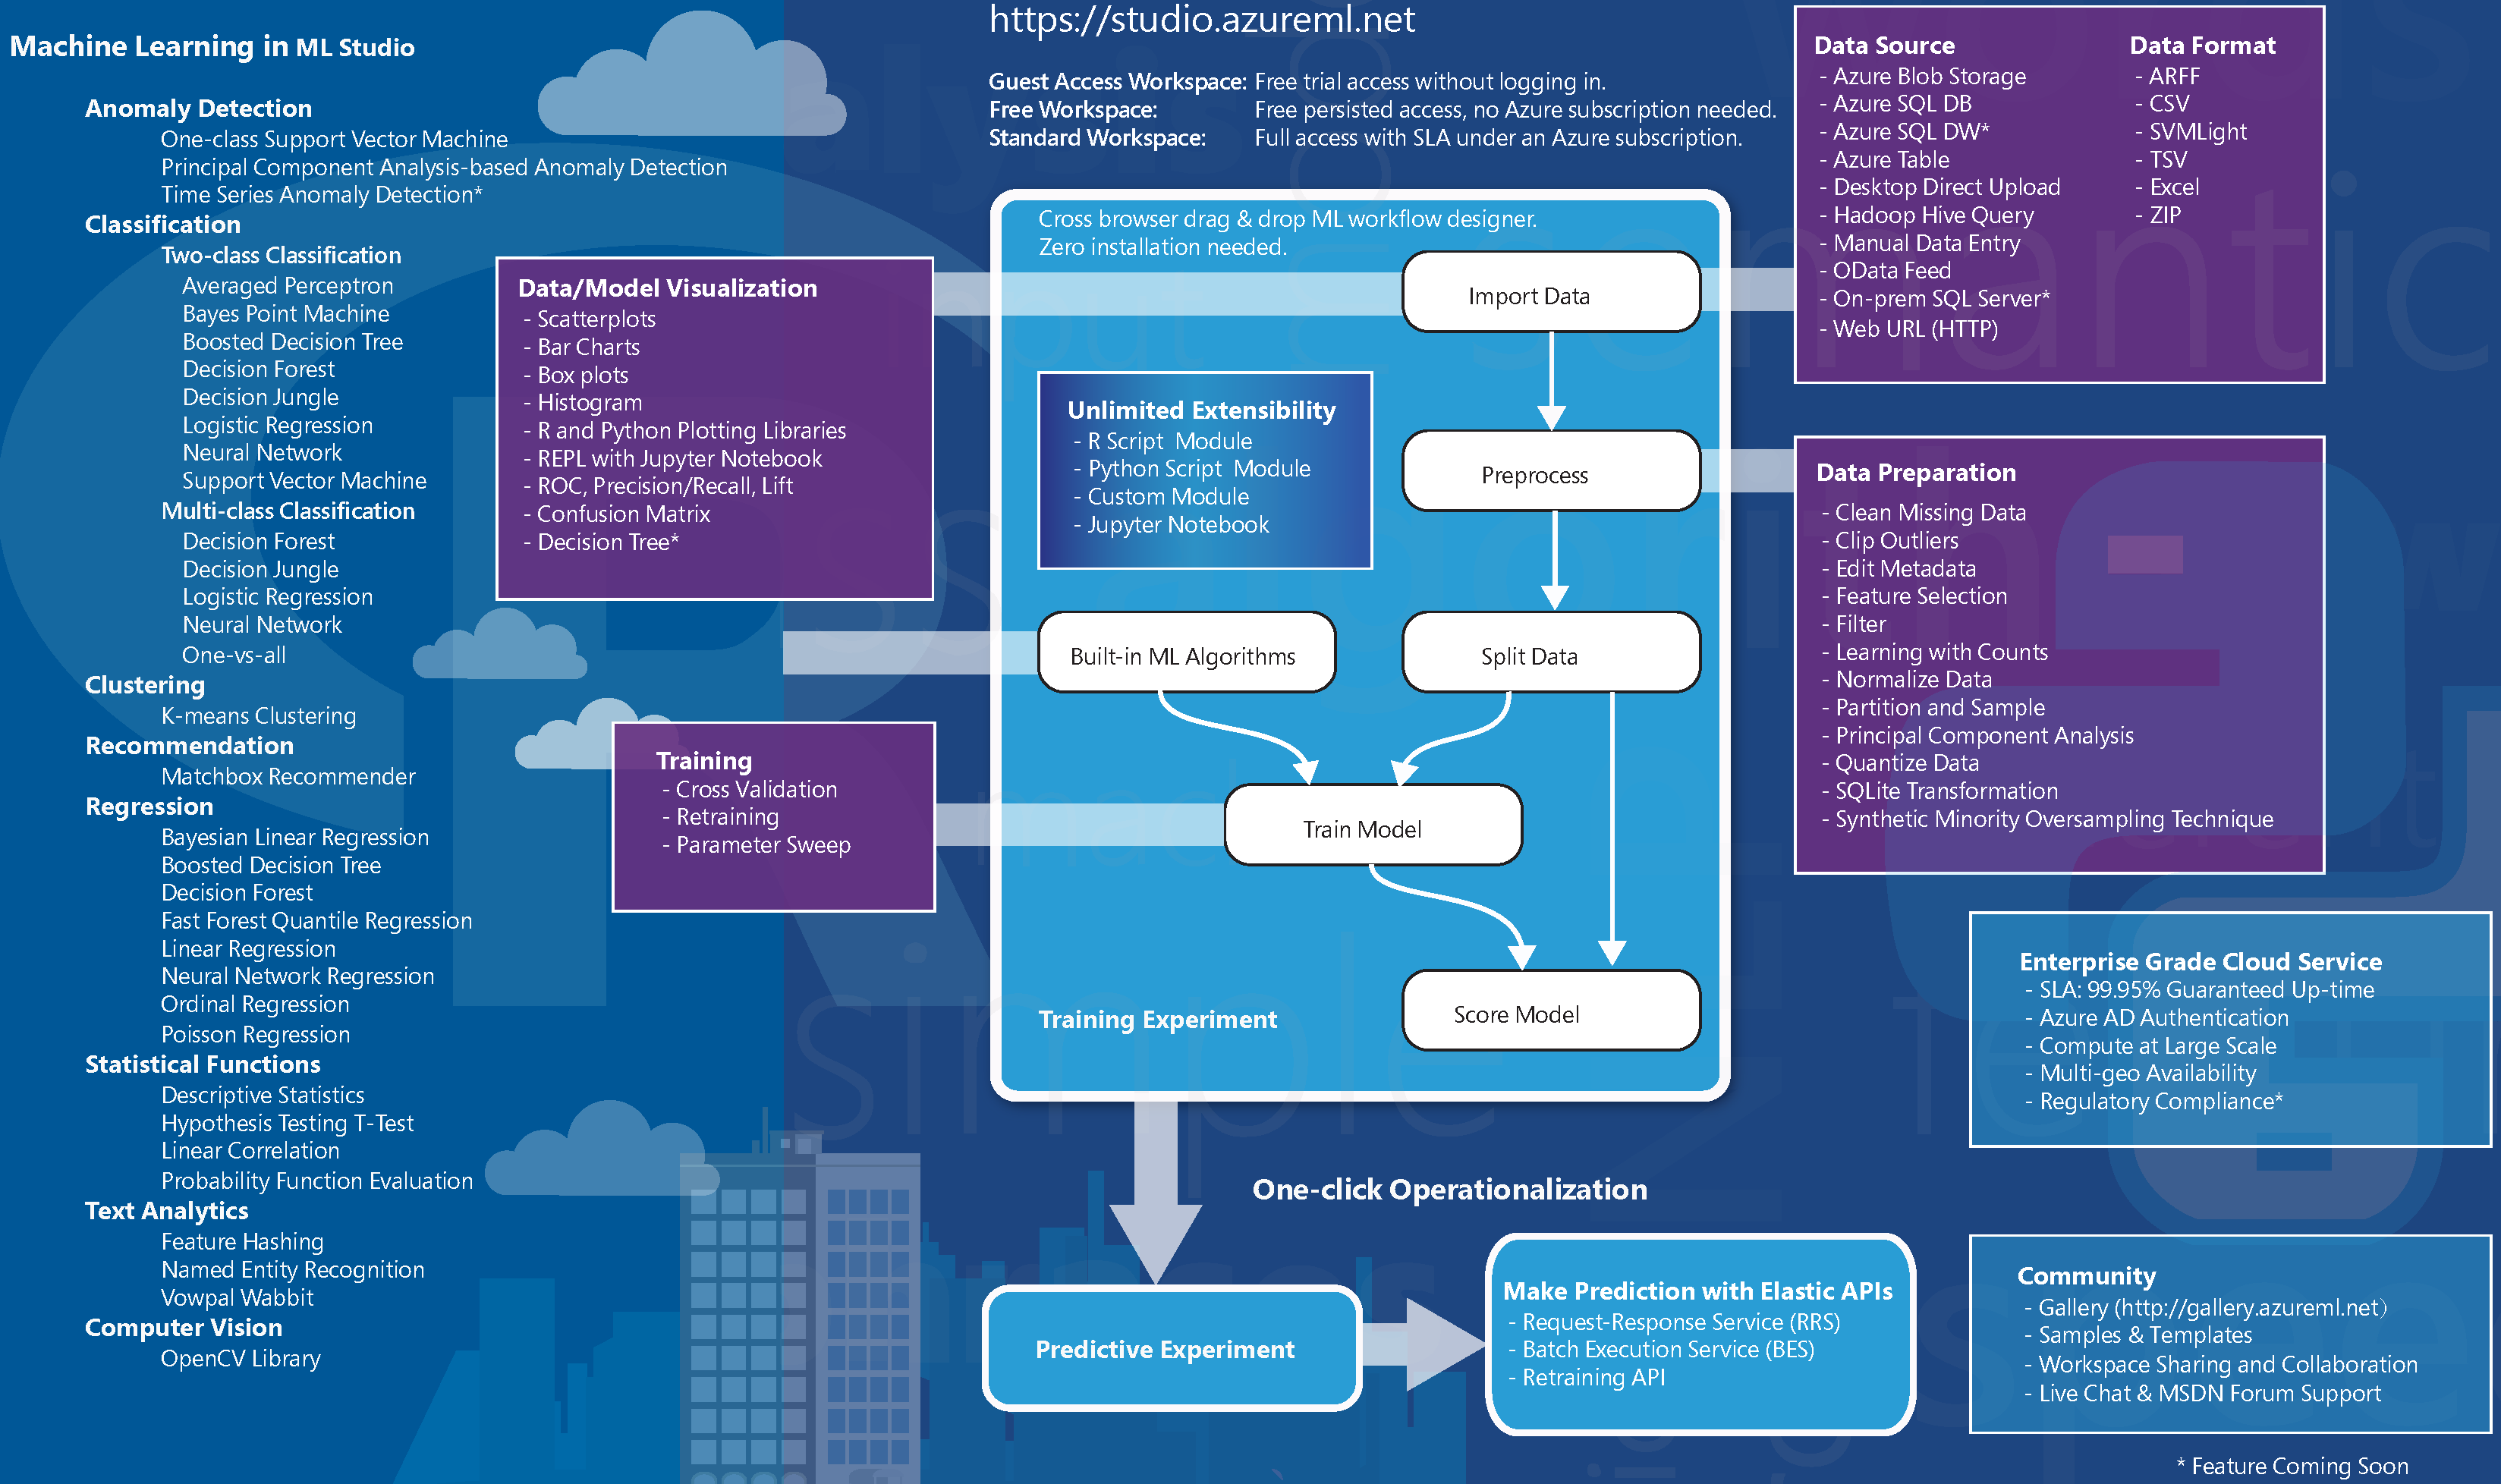 Machine Learning in ML Studio
Anomaly Detection
One-class Support Vector Machine
Principal Component Analysis-based Anomaly Detection
Time Series Anomaly Detection*
Classification
Two-class Classification
Averaged Perceptron
Bayes Point Machine
Boosted Decision Tree
Decision Forest
Decision Jungle
Logistic Regression
Neural Network
Support Vector Machine
Multi-class Classification
Decision Forest
Decision Jungle
Logistic Regression
Neural Network
One-vs-all
Clustering
K-means Clustering
Recommendation
Matchbox Recommender
Regression
Bayesian Linear Regression
Boosted Decision Tree
Decision Forest
Fast Forest Quantile Regression
Linear Regression
Neural Network Regression
Ordinal Regression
Poisson Regression
Statistical Functions
Descriptive Statistics
Hypothesis Testing T-Test
Linear Correlation
Probability Function Evaluation
Text Analytics
Feature Hashing
Named Entity Recognition
Vowpal Wabbit
Computer Vision
OpenCV Library
Data/Model Visualization
- Scatterplots
- Bar Charts
- Box plots
- Histogram
- R and Python Plotting Libraries
- REPL with Jupyter Notebook
- ROC, Precision/Recall, Lift
- Confusion Matrix
- Decision Tree*
Training
- Cross Validation
- Retraining
- Parameter Sweep
https://studio.azureml.net
Guest Access Workspace: Free trial access without logging in.
Free Workspace: Free persisted access, no Azure subscription needed.
Standard Workspace: Full access with SLA under an Azure subscription.
Cross browser drag & drop ML workflow designer.
Zero installation needed.
Import Data
Unlimited Extensibility
- R Script Module
- Python Script Module
- Custom Module
- Jupyter Notebook
Preprocess
Built-in ML Algorithms
Split Data
Train Model
Score Model
Training Experiment
One-click Operationalization
Predictive Experiment
Make Prediction with Elastic APIs
- Request-Response Service (RRS)
- Batch Execution Service (BES)
- Retraining API
Data Source
- Azure Blob Storage
- Azure SQL DB
- Azure SQL DW*
- Azure Table
- Desktop Direct Upload
- Hadoop Hive Query
- Manual Data Entry
- OData Feed
- On-prem SQL Server*
- Web URL (HTTP)
Data Format
- ARFF
- CSV
- SVMLight
- TSV
- Excel
- ZIP
Data Preparation
- Clean Missing Data
- Clip Outliers
- Edit Metadata
- Feature Selection
- Filter
- Learning with Counts
- Normalize Data
- Partition and Sample
- Principal Component Analysis
- Quantize Data
- SQLite Transformation
- Synthetic Minority Oversampling Technique
Enterprise Grade Cloud Service
- SLA: 99.95% Guaranteed Up-time
- Azure AD Authentication
- Compute at Large Scale
- Multi-geo Availability
- Regulatory Compliance*
Community
- Gallery (http://gallery.azureml.net)
- Samples & Templates
- Workspace Sharing and Collaboration
- Live Chat & MSDN Forum Support
* Feature Coming Soon
semantic
input
simple